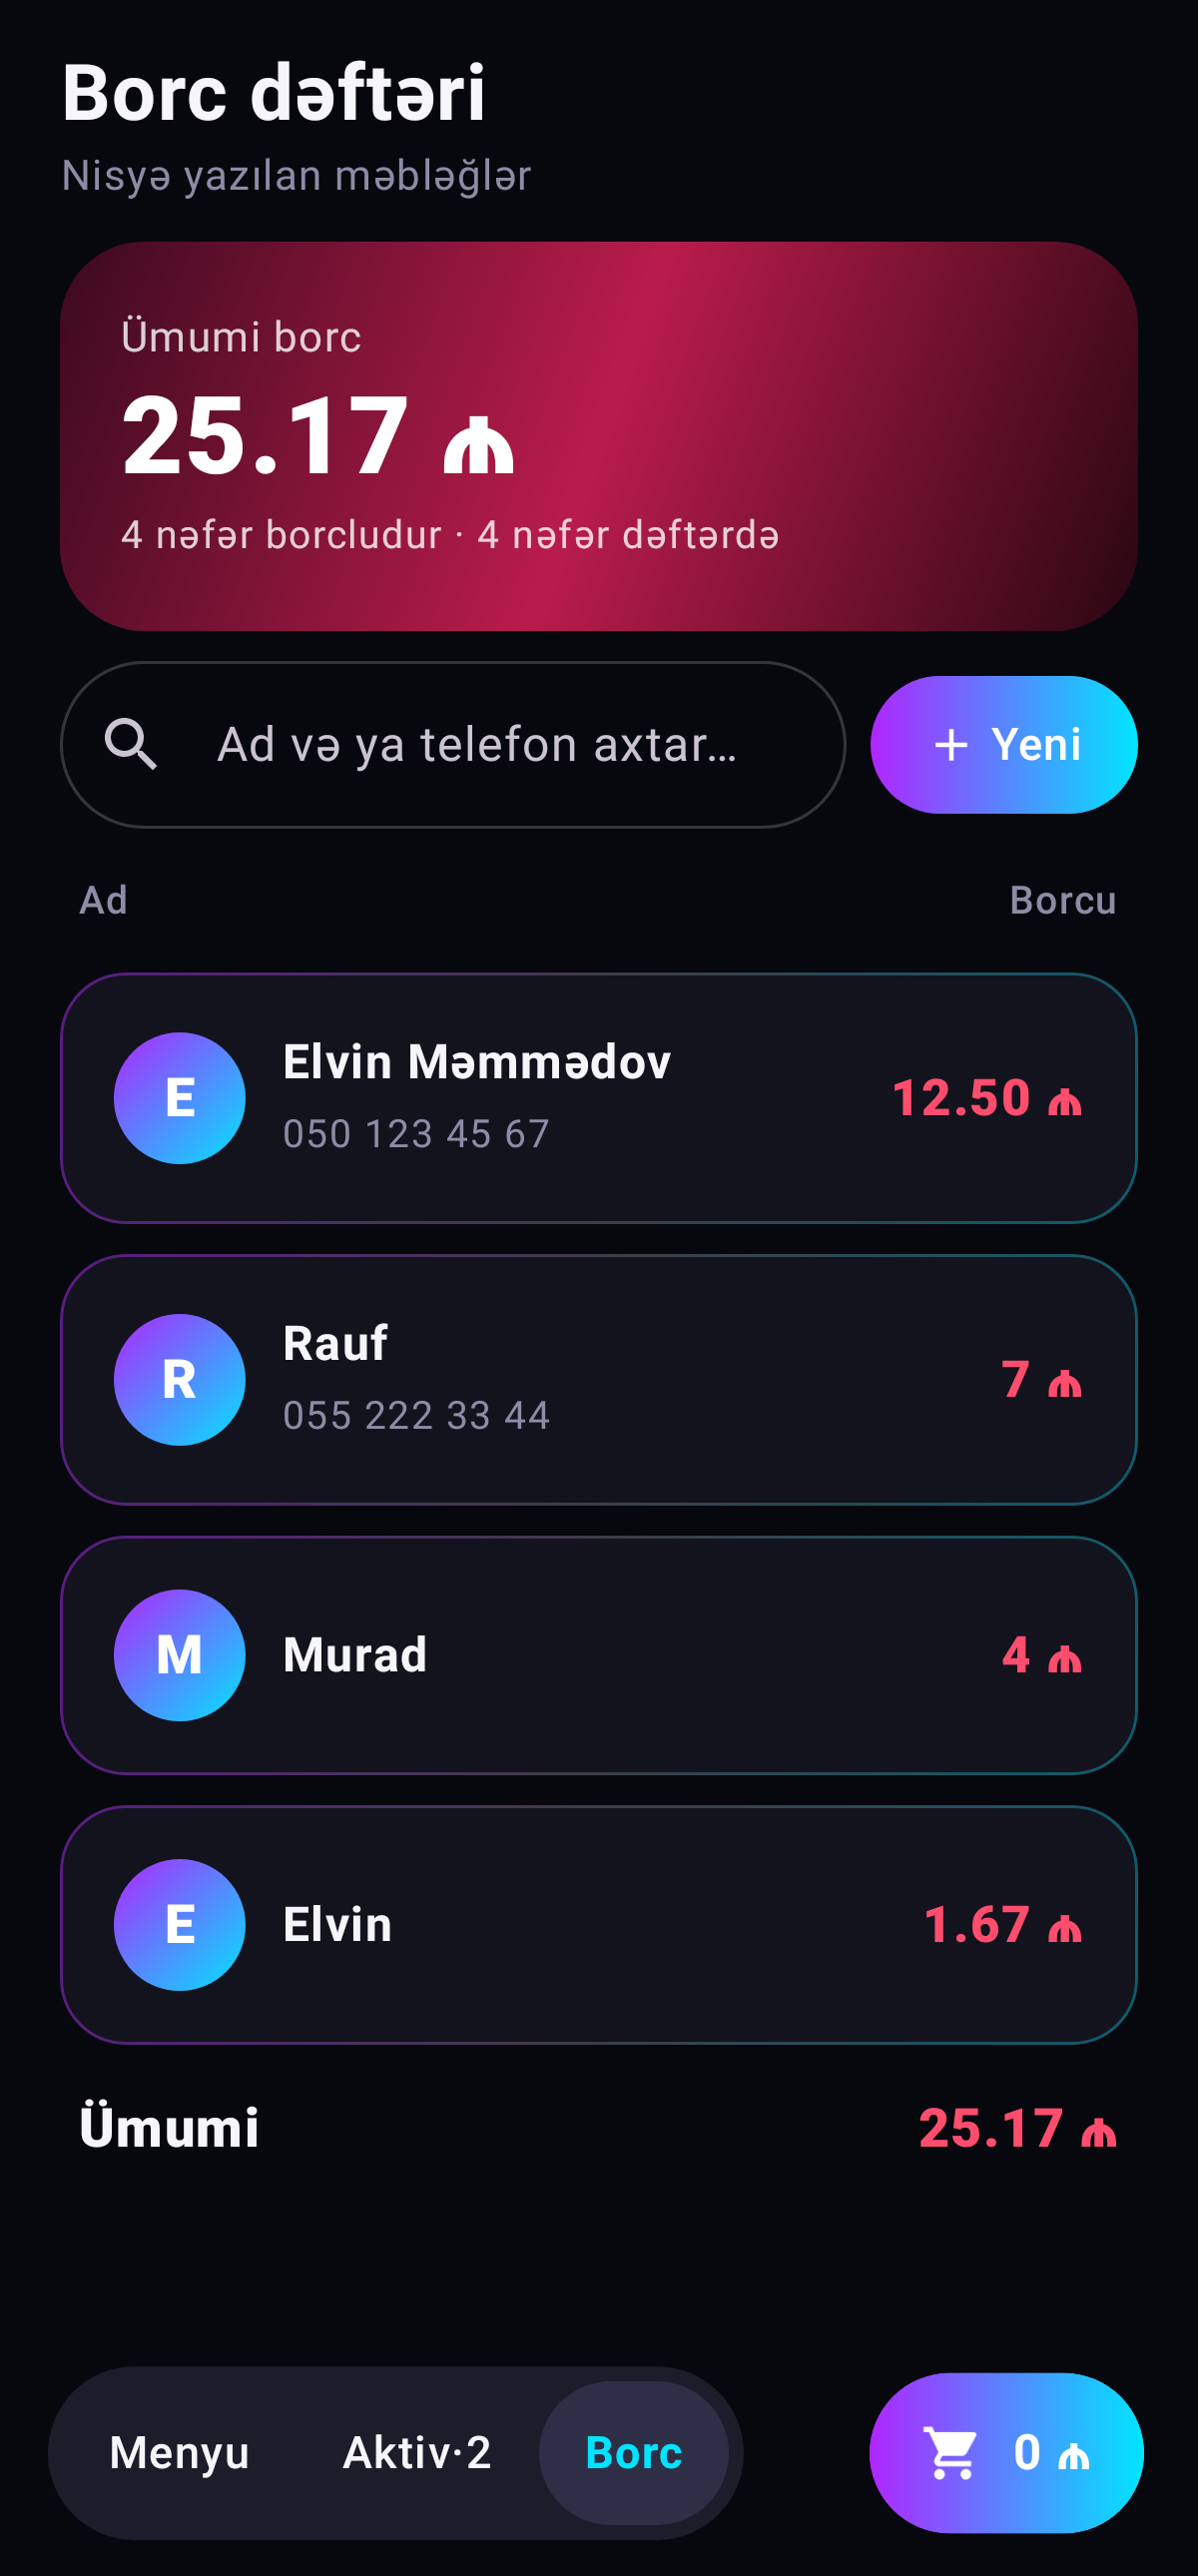 Borc dəftəri
Nisyə yazılan məbləğlər
Ümumi borc
25.17 ₼
4 nəfər borcludur · 4 nəfər dəftərdə
Ad və ya telefon axtar...
+ Yeni
Ad Borcu
E Elvin Məmmədov 12.50 ₼
050 123 45 67
R Rauf 7 ₼
055 222 33 44
M Murad 4 ₼
E Elvin 1.67 ₼
Ümumi 25.17 ₼
Menyu Aktiv·2 Borc 0 ₼